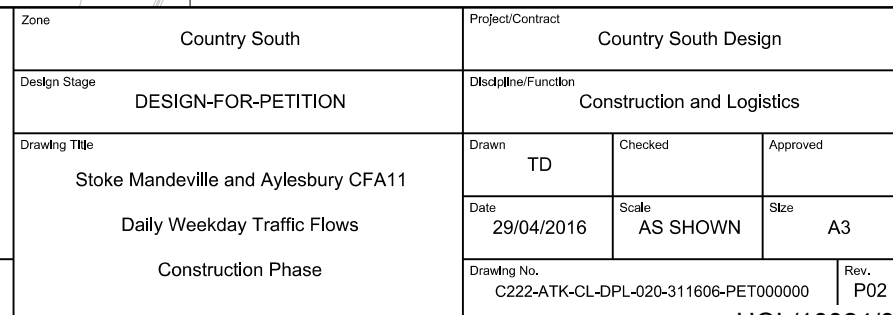 Zone
Country South
Project/Contract
Country South Design
Design Stage
DESIGN-FOR-PETITION
Discipline/Function
Construction and Logistics
Drawing Title
Stoke Mandeville and Aylesbury CFA11
Daily Weekday Traffic Flows
Construction Phase
Drawn
TD
Checked
Approved
Date
29/04/2016
Scale
AS SHOWN
Size
A3
Drawing No.
C222-ATK-CL-DPL-020-311606-PET000000
Rev.
P02